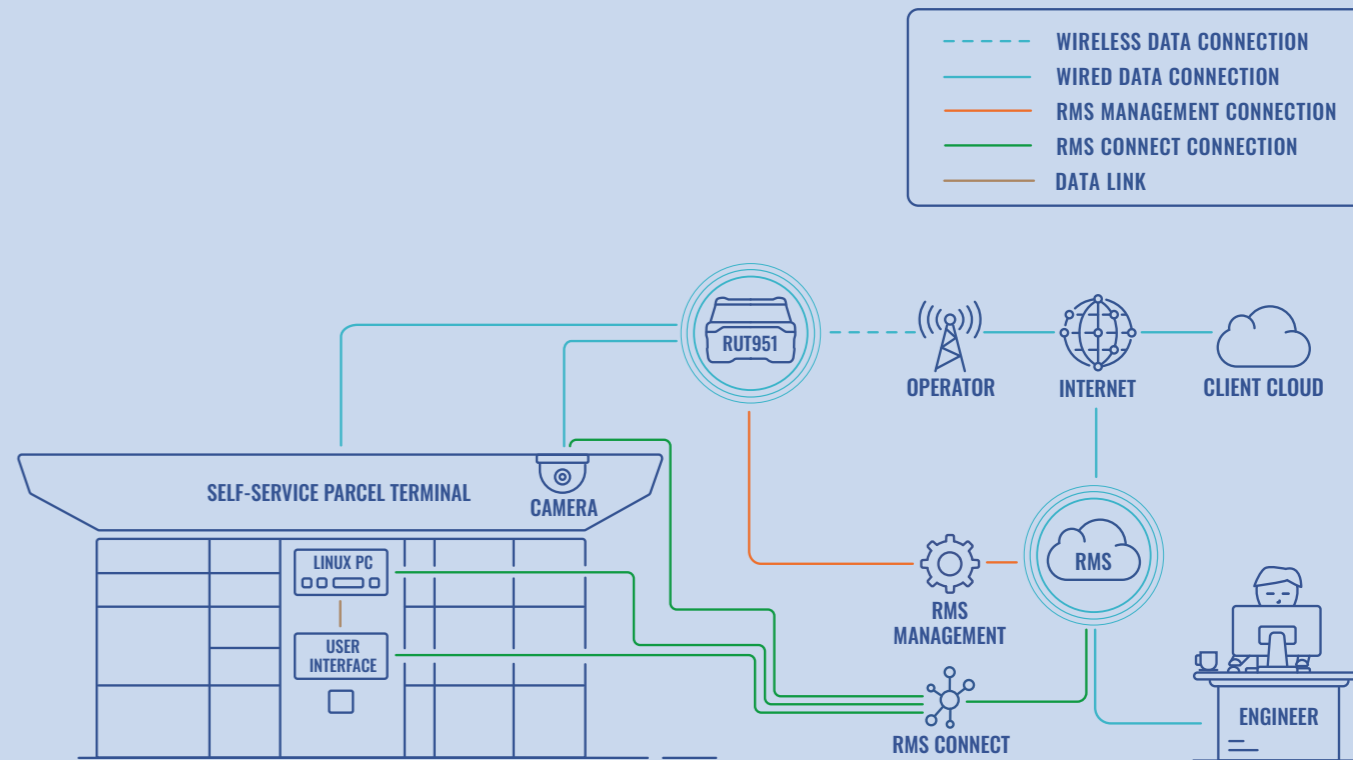 WIRELESS DATA CONNECTION
WIRED DATA CONNECTION
RMS MANAGEMENT CONNECTION
RMS CONNECT CONNECTION
DATA LINK
RUT951
OPERATOR
INTERNET
CLIENT CLOUD
SELF-SERVICE PARCEL TERMINAL
CAMERA
LINUX PC
USER
INTERFACE
RMS
RMS
MANAGEMENT
RMS CONNECT
ENGINEER